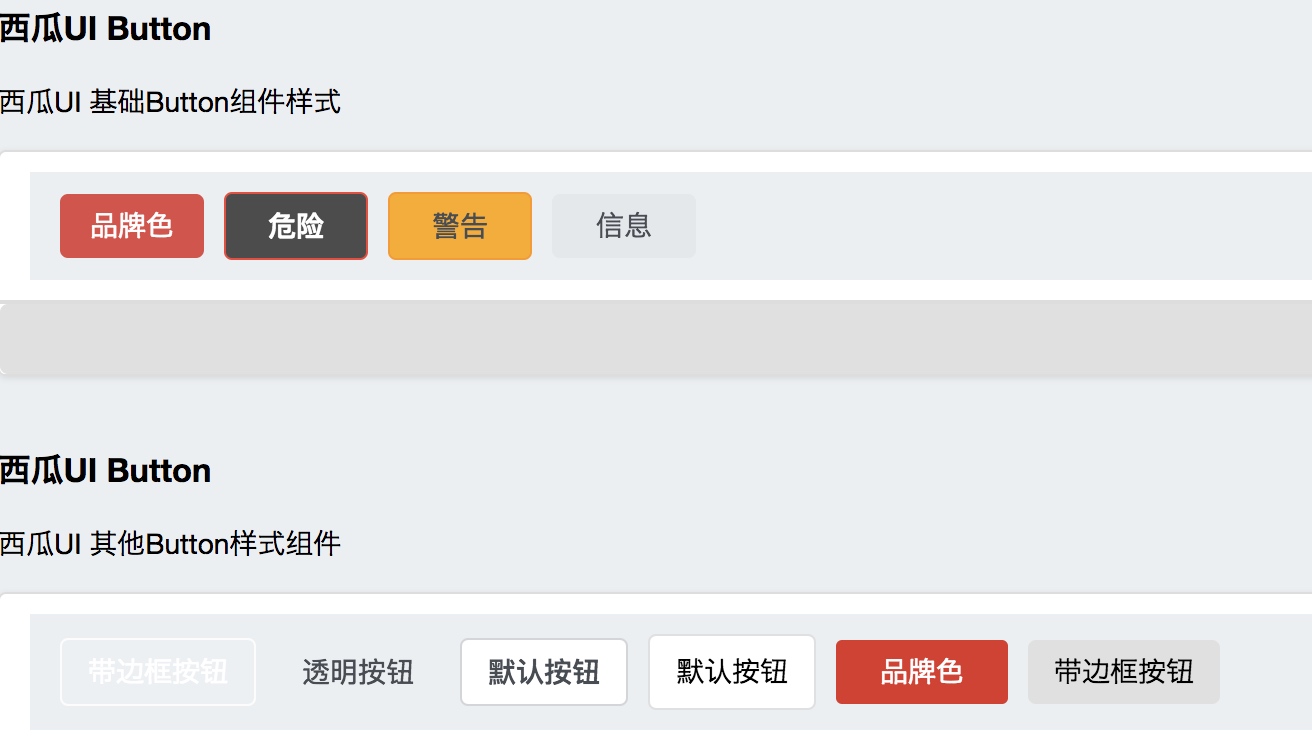 西瓜UI Button
西瓜UI 基础Button组件样式
品牌色 危险 警告 信息
西瓜UI Button
西瓜UI 其他Button样式组件
带边框按钮 透明按钮 默认按钮 默认按钮 品牌色 带边框按钮